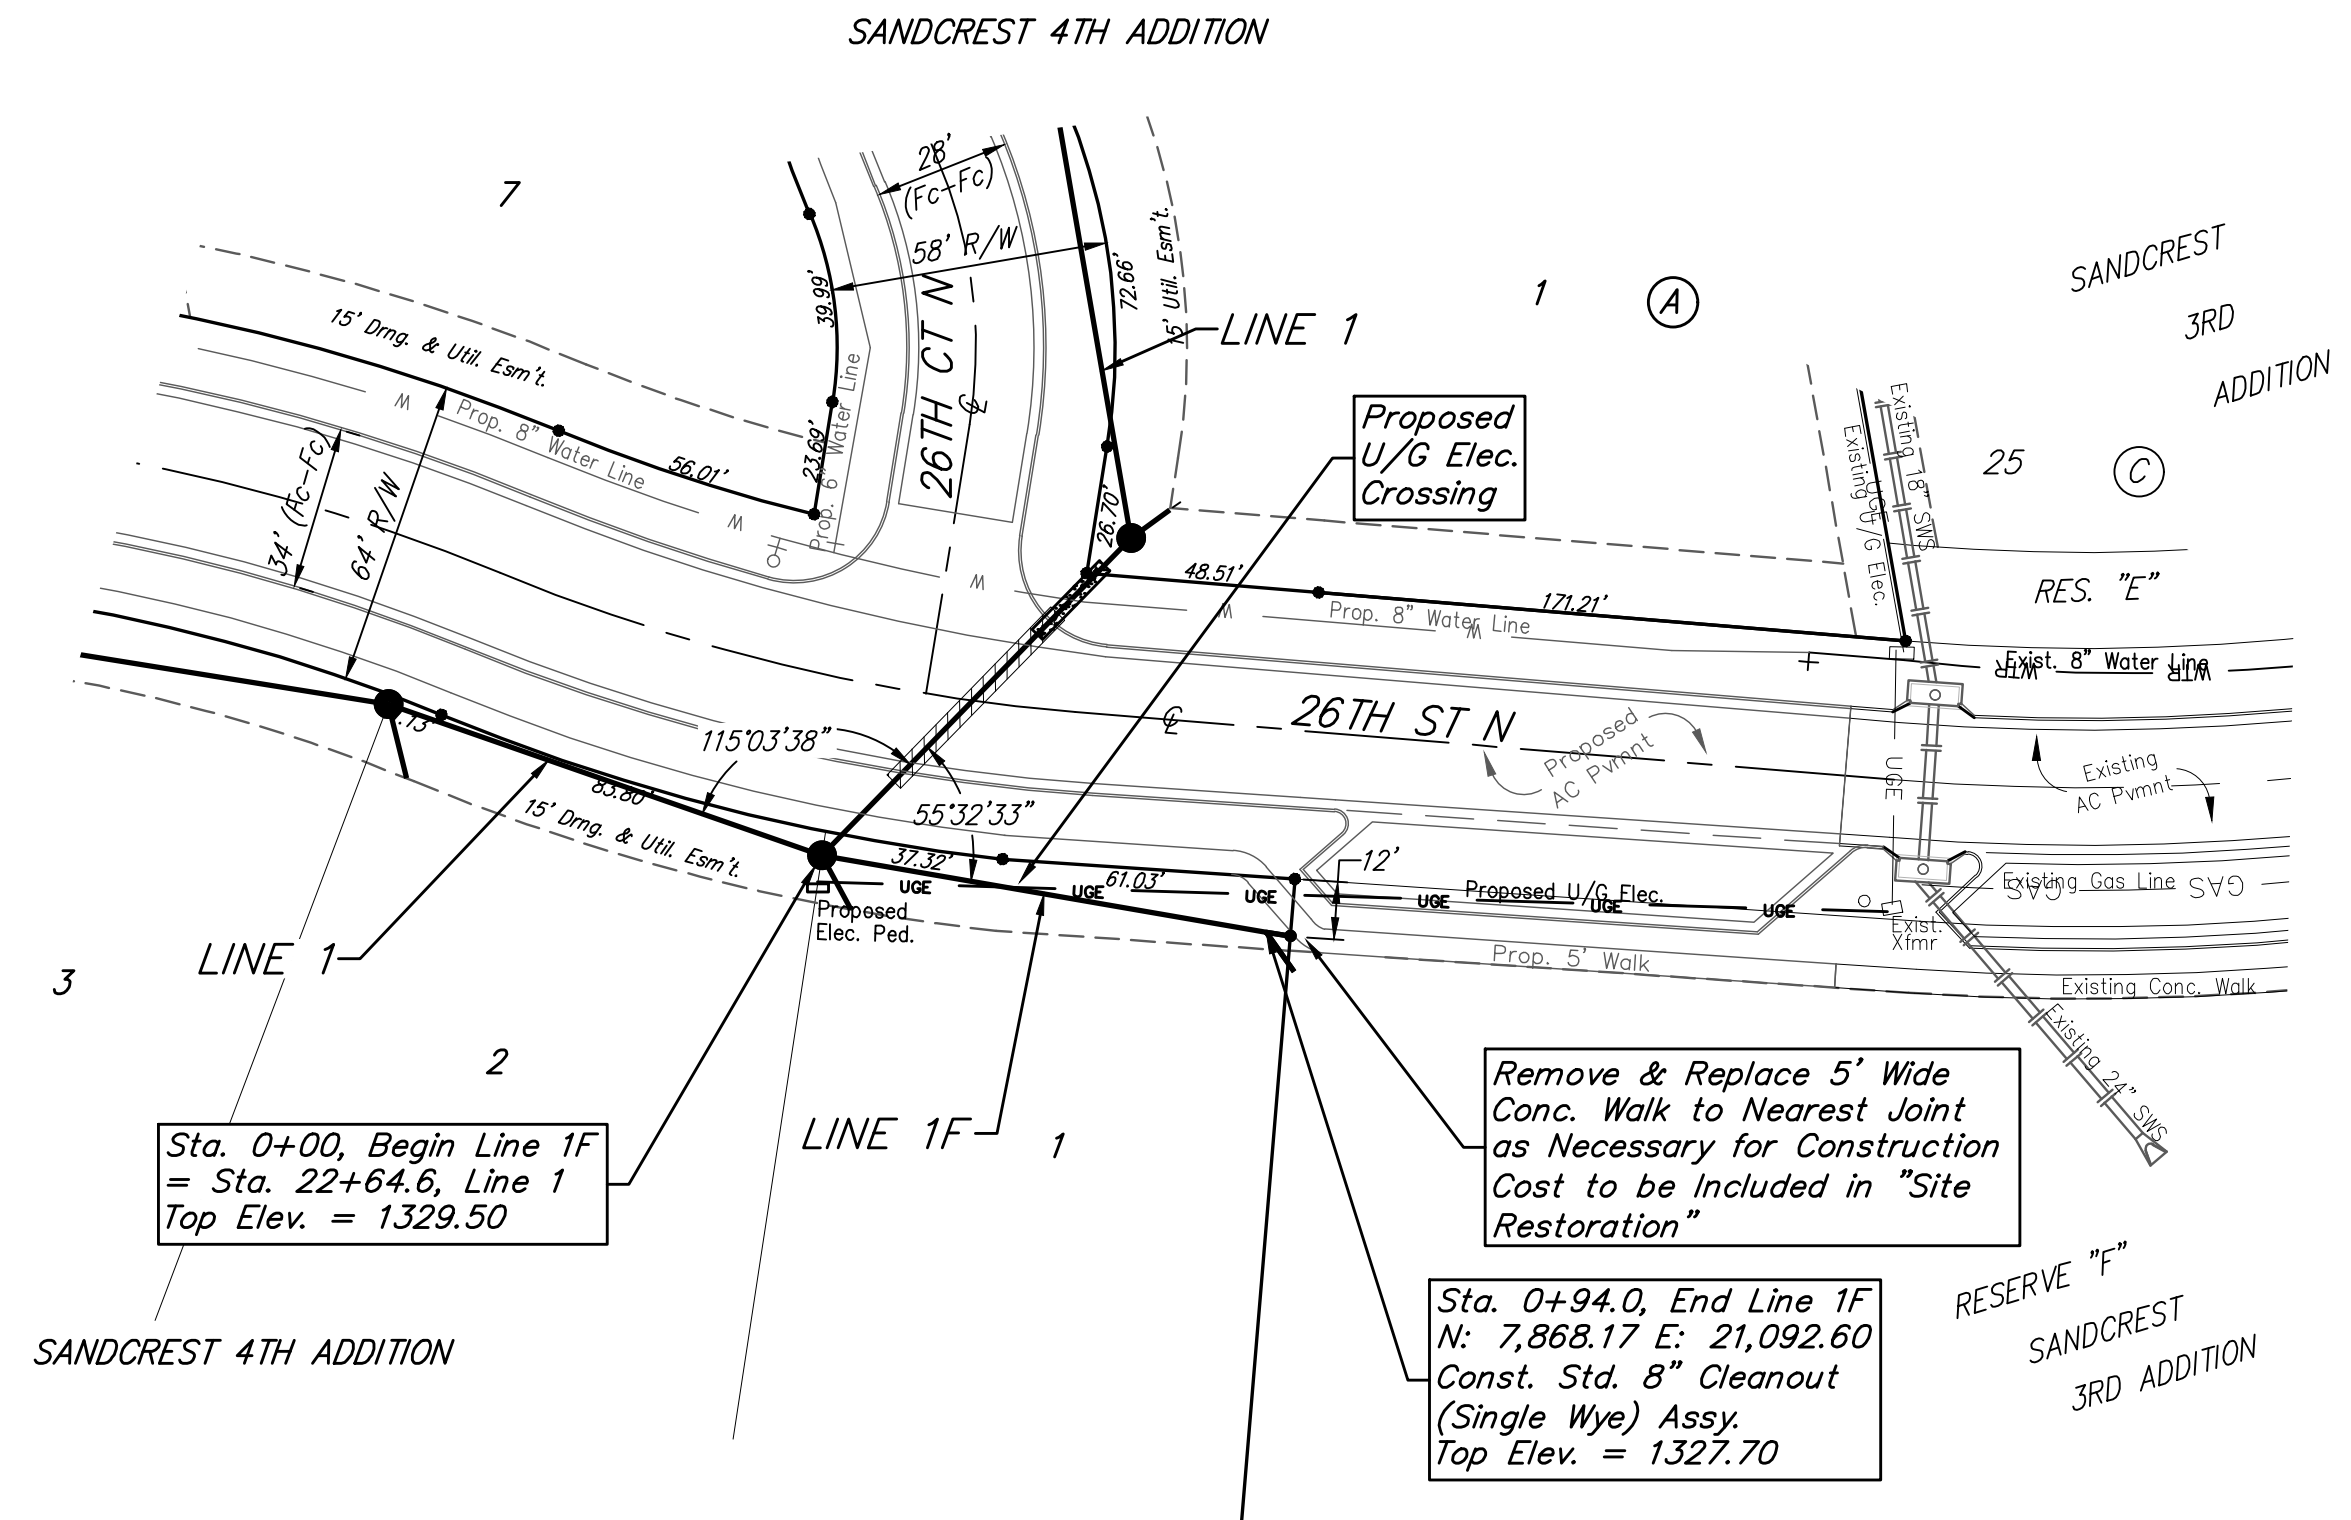 SANDCREST 4TH ADDITION
7
28'
(Fc-Fc)
58' R/W
39.99'
72.66'
15' Util. Esm't.
26TH CT N
℄
LINE 1
1
A
SANDCREST
3RD
ADDITION
15' Drng. & Util. Esm't.
W
Prop. 8" Water Line
56.01'
W
23.69'
Prop. 6" Water Line
34' (Ac-Fc)
64' R/W
26.70'
W
Proposed
U/G Elec.
Crossing
Existing 18" SWS
UGE
Existing U/G Elec.
25
C
RES. "E"
48.51'
171.21'
W
Prop. 8" Water Line
W
Exist. 8" Water Line
WTR
WTR
115°03'38"
℄
26TH ST N
Proposed
AC Pvmnt
UGE
Existing
AC Pvmnt
.73'
83.80'
15' Drng. & Util. Esm't.
55°32'33"
37.32'
61.03'
12'
UGE
UGE
UGE
UGE
Proposed U/G Elec.
UGE
UGE
Existing Gas Line
GAS
GAS
Proposed
Elec. Ped.
Exist.
Xfmr
Prop. 5' Walk
Existing Conc. Walk
Existing 24" SWS
LINE 1
3
2
LINE 1F
1
Sta. 0+00, Begin Line 1F
= Sta. 22+64.6, Line 1
Top Elev. = 1329.50
Remove & Replace 5' Wide
Conc. Walk to Nearest Joint
as Necessary for Construction
Cost to be Included in "Site
Restoration"
Sta. 0+94.0, End Line 1F
N: 7,868.17 E: 21,092.60
Const. Std. 8" Cleanout
(Single Wye) Assy.
Top Elev. = 1327.70
RESERVE "F"
SANDCREST
3RD ADDITION
SANDCREST 4TH ADDITION